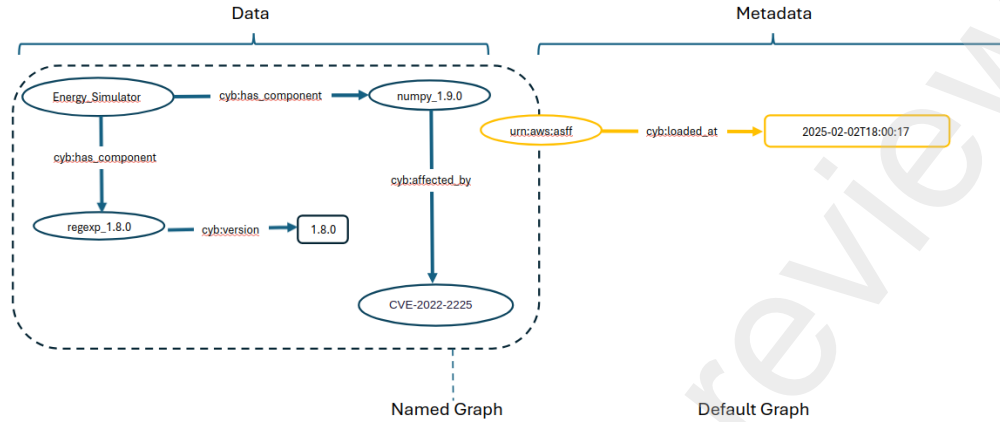 Data
Metadata
Energy_Simulator
cyb:has_component
numpy_1.9.0
urn:aws:asff
cyb:loaded_at
2025-02-02T18:00:17
cyb:has_component
cyb:affected_by
regexp_1.8.0
cyb:version
1.8.0
CVE-2022-2225
Named Graph
Default Graph
review